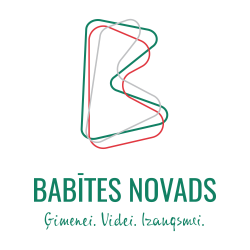 BABĪTES NOVADS
Ģimenei. Videi. Izaugsmei.